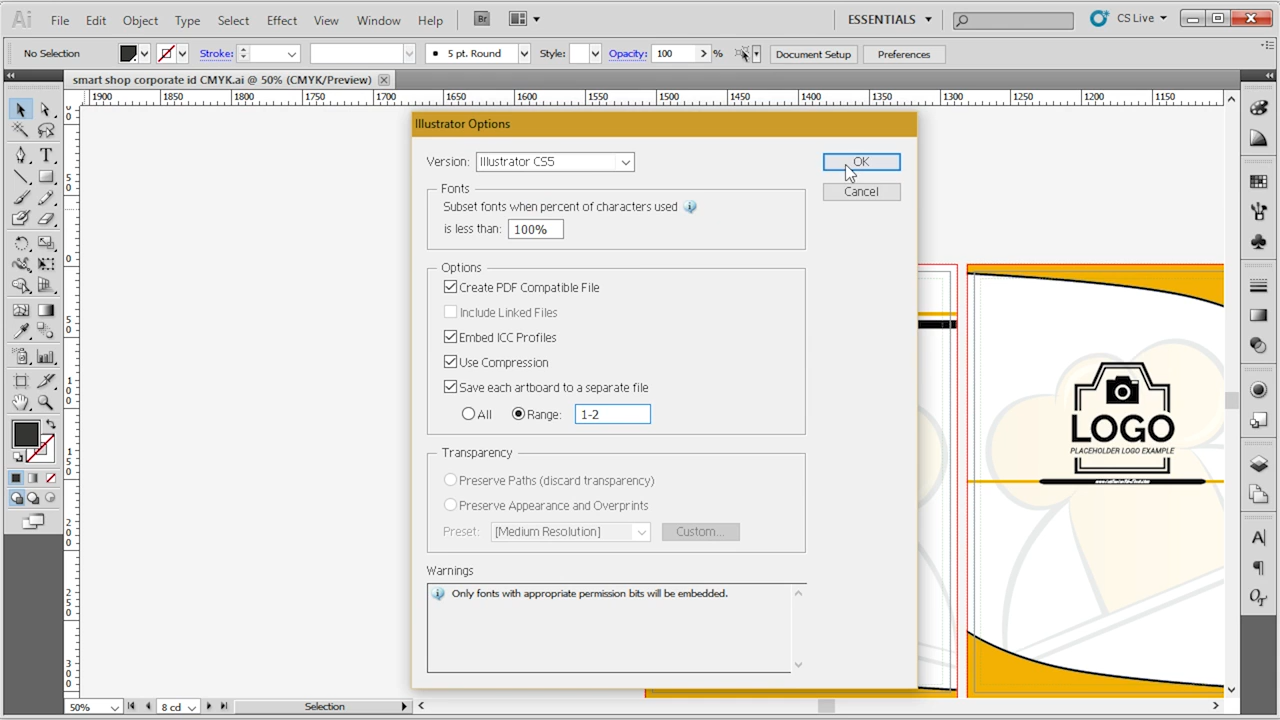 Ai File Edit Object Type Select Effect View Window Help Br ESSENTIALS CS Live
No Selection Stroke: 5 pt. Round Style: Opacity: 100 % Document Setup Preferences
smart shop corporate id CMYK.ai @ 50% (CMYK/Preview)
1900 1850 1800 1750 1700 1650 1600 1550 1500 1450 1400 1350 1300 1250 1200 1150
Illustrator Options
Version: Illustrator CS5 OK
Cancel
Fonts
Subset fonts when percent of characters used
is less than: 100%
Options
Create PDF Compatible File
Include Linked Files
Embed ICC Profiles
Use Compression
Save each artboard to a separate file
All Range: 1-2
Transparency
Preserve Paths (discard transparency)
Preserve Appearance and Overprints
Preset: [Medium Resolution] Custom...
Warnings
Only fonts with appropriate permission bits will be embedded.
LOGO
PLACEHOLDER LOGO EXAMPLE
50% 8 cd Selection